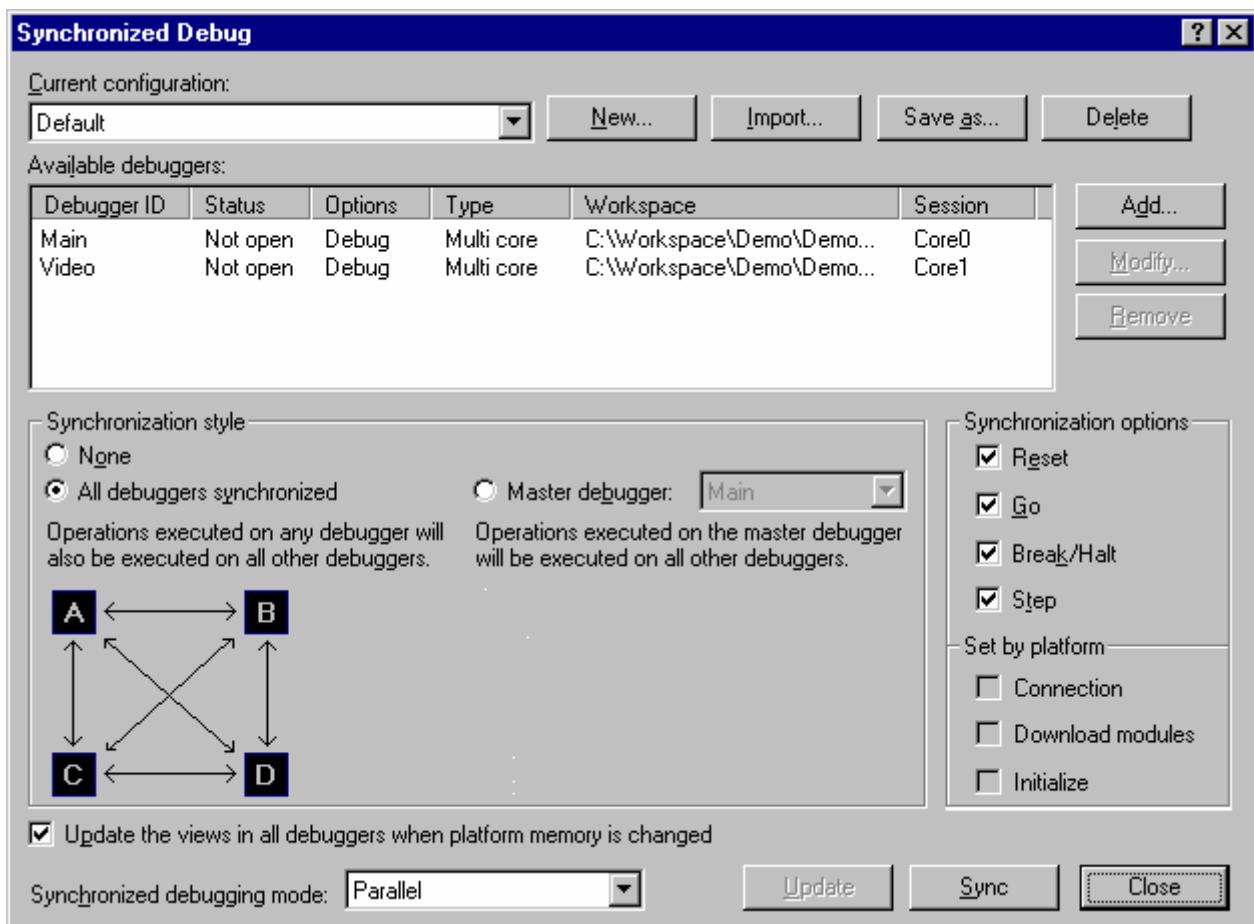 Synchronized Debug
Current configuration:
Default New... Import... Save as... Delete
Available debuggers:
Debugger ID Status Options Type Workspace Session
Main Not open Debug Multi core C:\Workspace\Demo\Demo... Core0
Video Not open Debug Multi core C:\Workspace\Demo\Demo... Core1
Add...
Modify...
Remove
Synchronization style
None
All debuggers synchronized
Operations executed on any debugger will
also be executed on all other debuggers.
Master debugger: Main
Operations executed on the master debugger
will be executed on all other debuggers.
A B
C D
Synchronization options
Reset
Go
Break/Halt
Step
Set by platform
Connection
Download modules
Initialize
Update the views in all debuggers when platform memory is changed
Synchronized debugging mode: Parallel Update Sync Close